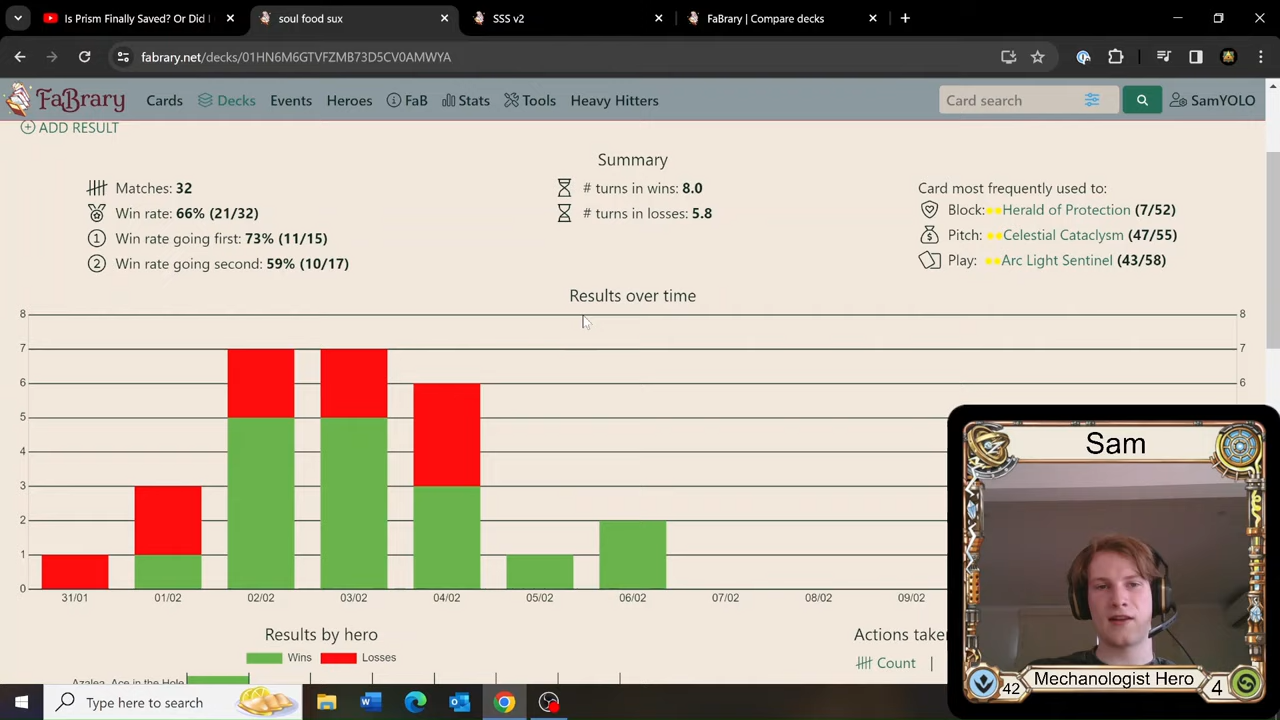 Is Prism Finally Saved? Or Did
soul food sux
SSS v2
FaBrary | Compare decks
fabrary.net/decks/01HN6M6GTVFZMB73D5CV0AMWYA
FaBrary
Cards
Decks
Events
Heroes
FaB
Stats
Tools
Heavy Hitters
Card search
SamYOLO
ADD RESULT
Summary
Matches: 32
Win rate: 66% (21/32)
1 Win rate going first: 73% (11/15)
2 Win rate going second: 59% (10/17)
# turns in wins: 8.0
# turns in losses: 5.8
Card most frequently used to:
Block: Herald of Protection (7/52)
Pitch: Celestial Cataclysm (47/55)
Play: Arc Light Sentinel (43/58)
Results over time
8 8
7 7
6 6
5
4
3
2
1
0
31/01 01/02 02/02 03/02 04/02 05/02 06/02 07/02 08/02 09/02
Results by hero
Wins Losses
Azalea, Ace in the Hole
Actions taken
Count |
Sam
42 Mechanologist Hero 4
Type here to search